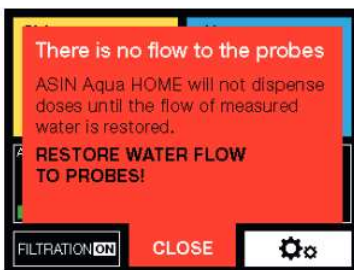 There is no flow to the probes
ASIN Aqua HOME will not dispense
doses until the flow of measured
water is restored.
RESTORE WATER FLOW
TO PROBES!
FILTRATION ON
CLOSE